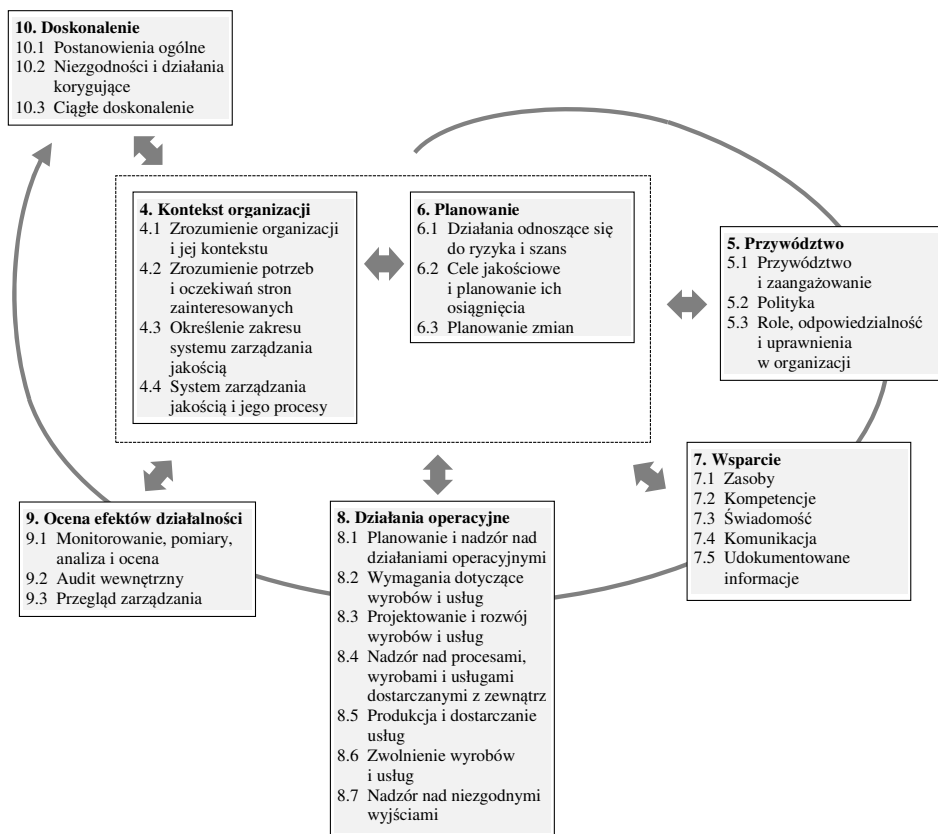 10. Doskonalenie
10.1 Postanowienia ogólne
10.2 Niezgodności i działania
korygujące
10.3 Ciągłe doskonalenie
4. Kontekst organizacji
4.1 Zrozumienie organizacji
i jej kontekstu
4.2 Zrozumienie potrzeb
i oczekiwań stron
zainteresowanych
4.3 Określenie zakresu
systemu zarządzania
jakością
4.4 System zarządzania
jakością i jego procesy
6. Planowanie
6.1 Działania odnoszące się
do ryzyka i szans
6.2 Cele jakościowe
i planowanie ich
osiągnięcia
6.3 Planowanie zmian
5. Przywództwo
5.1 Przywództwo
i zaangażowanie
5.2 Polityka
5.3 Role, odpowiedzialność
i uprawnienia
w organizacji
7. Wsparcie
7.1 Zasoby
7.2 Kompetencje
7.3 Świadomość
7.4 Komunikacja
7.5 Udokumentowane
informacje
9. Ocena efektów działalności
9.1 Monitorowanie, pomiary,
analiza i ocena
9.2 Audit wewnętrzny
9.3 Przegląd zarządzania
8. Działania operacyjne
8.1 Planowanie i nadzór nad
działaniami operacyjnymi
8.2 Wymagania dotyczące
wyrobów i usług
8.3 Projektowanie i rozwój
wyrobów i usług
8.4 Nadzór nad procesami,
wyrobami i usługami
dostarczanymi z zewnątrz
8.5 Produkcja i dostarczanie
usług
8.6 Zwolnienie wyrobów
i usług
8.7 Nadzór nad niezgodnymi
wyjściami